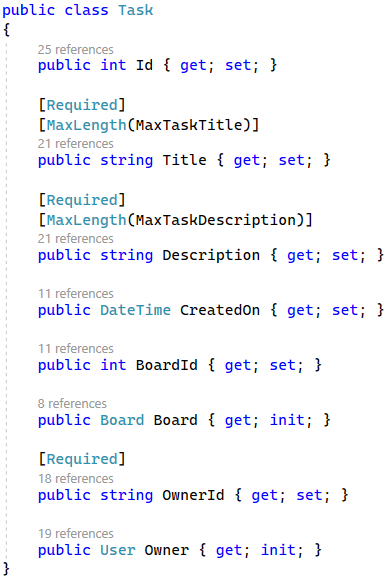 public class Task
{
25 references
public int Id { get; set; }
[Required]
[MaxLength(MaxTaskTitle)]
21 references
public string Title { get; set; }
[Required]
[MaxLength(MaxTaskDescription)]
21 references
public string Description { get; set; }
11 references
public DateTime CreatedOn { get; set; }
11 references
public int BoardId { get; set; }
8 references
public Board Board { get; init; }
[Required]
18 references
public string OwnerId { get; set; }
19 references
public User Owner { get; init; }
}